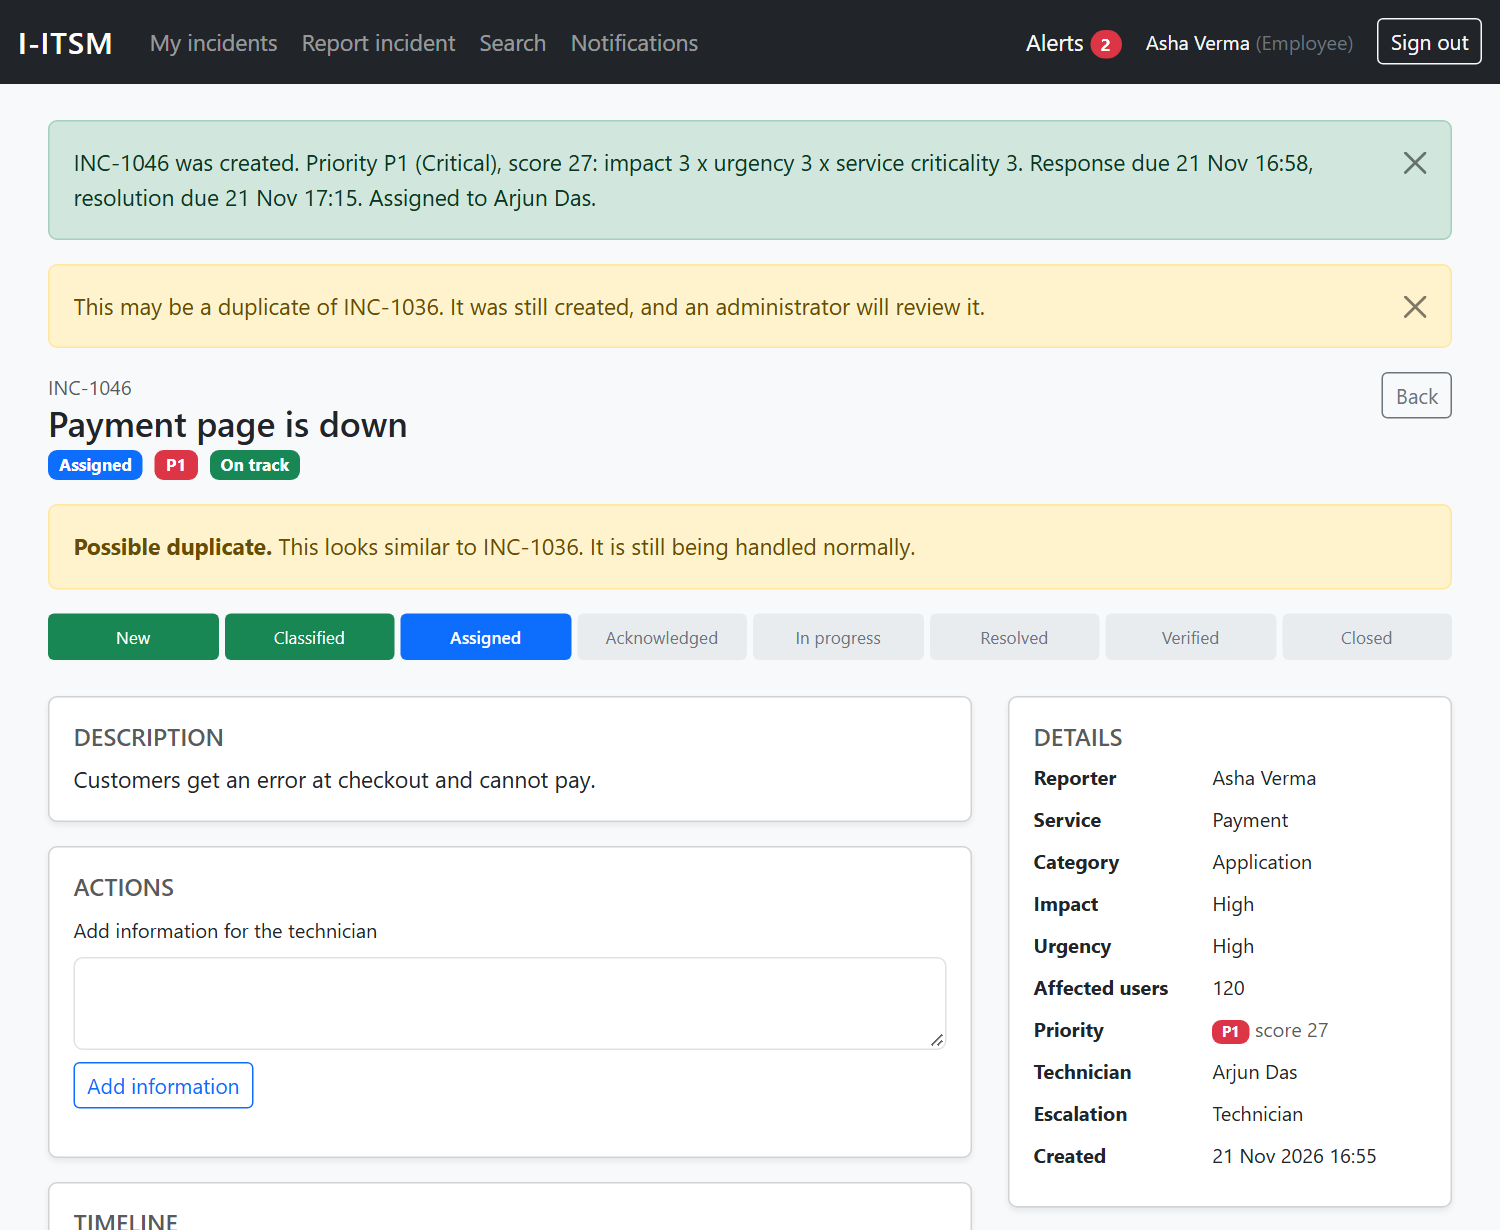 I-ITSM My incidents Report incident Search Notifications Alerts 2 Asha Verma (Employee) Sign out
INC-1046 was created. Priority P1 (Critical), score 27: impact 3 x urgency 3 x service criticality 3. Response due 21 Nov 16:58,
resolution due 21 Nov 17:15. Assigned to Arjun Das.
This may be a duplicate of INC-1036. It was still created, and an administrator will review it.
INC-1046
Back
Payment page is down
Assigned P1 On track
Possible duplicate. This looks similar to INC-1036. It is still being handled normally.
New Classified Assigned Acknowledged In progress Resolved Verified Closed
DESCRIPTION
Customers get an error at checkout and cannot pay.
ACTIONS
Add information for the technician
Add information
TIMELINE
DETAILS
Reporter Asha Verma
Service Payment
Category Application
Impact High
Urgency High
Affected users 120
Priority P1 score 27
Technician Arjun Das
Escalation Technician
Created 21 Nov 2026 16:55